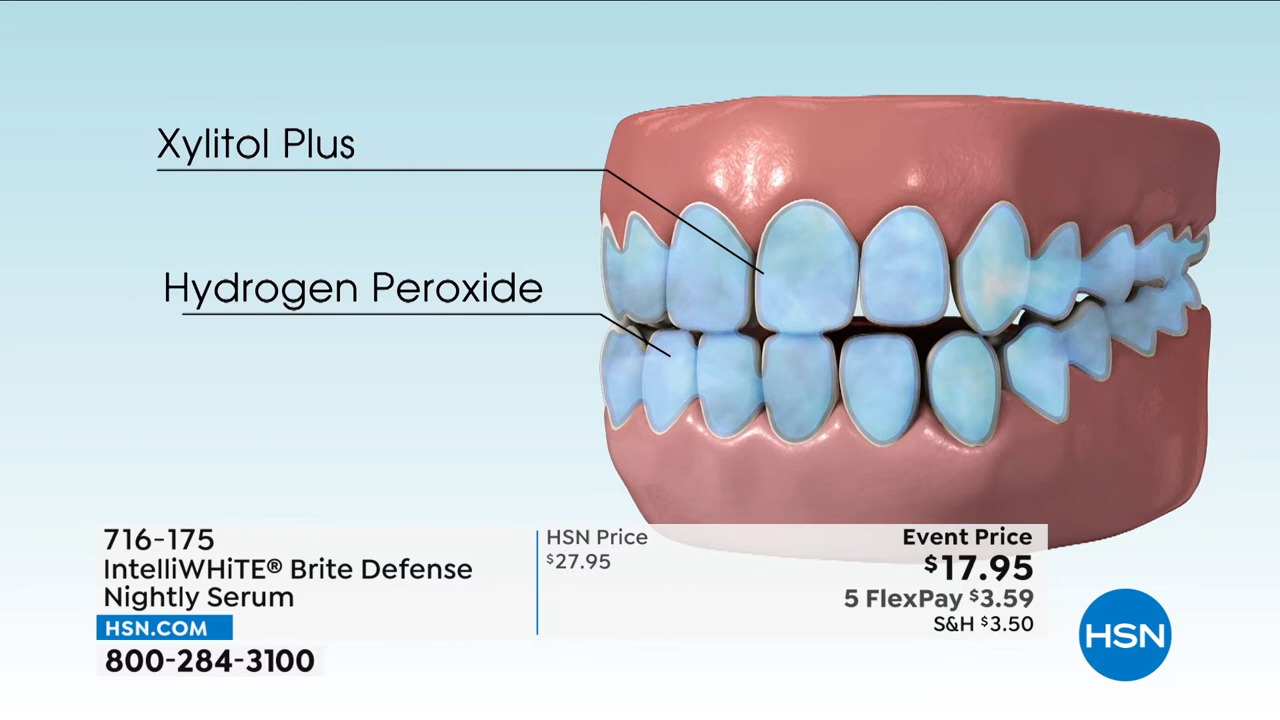 Xylitol Plus
Hydrogen Peroxide
716-175
IntelliWHiTE® Brite Defense
Nightly Serum
HSN.COM
800-284-3100
HSN Price
$27.95
Event Price
$17.95
5 FlexPay $3.59
S&H $3.50
HSN